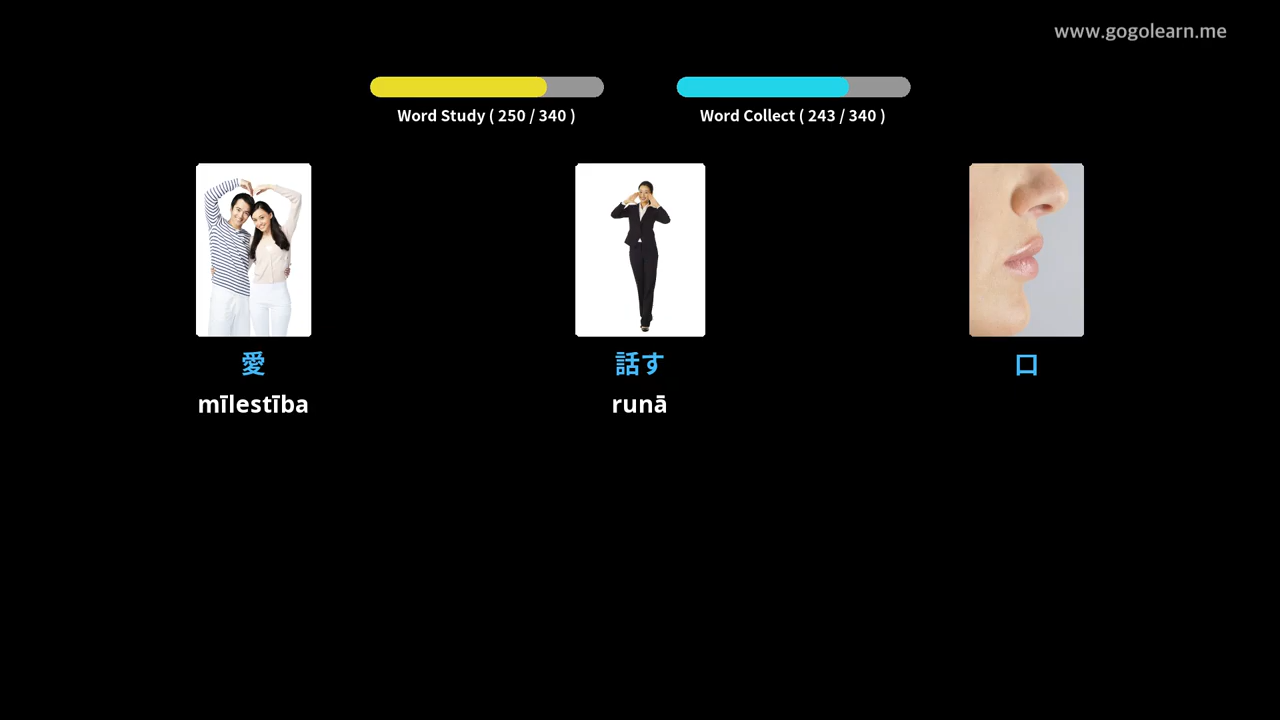 www.gogolearn.me
Word Study ( 250 / 340 )
Word Collect ( 243 / 340 )
愛
話す
口
mīlestība
runā